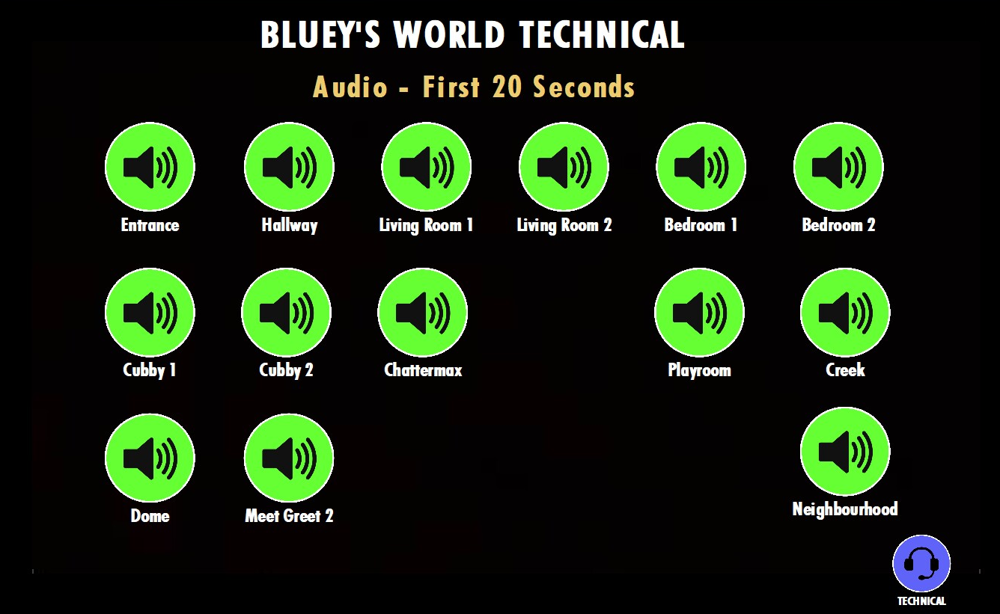 BLUEY'S WORLD TECHNICAL
Audio - First 20 Seconds
Entrance
Hallway
Living Room 1
Living Room 2
Bedroom 1
Bedroom 2
Cubby 1
Cubby 2
Chattermax
Playroom
Creek
Dome
Meet Greet 2
Neighbourhood
TECHNICAL